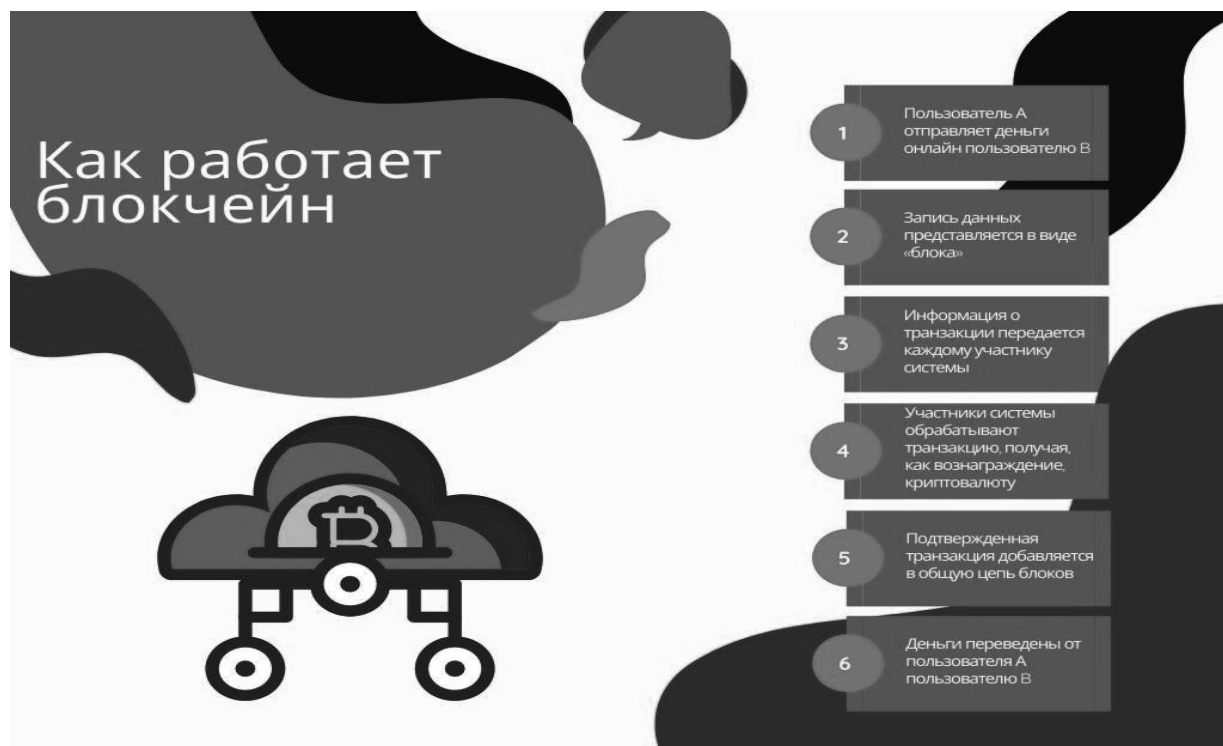 Как работает
блокчейн
1
Пользователь А
отправляет деньги
онлайн пользователю В
2
Запись данных
представляется в виде
«блока»
3
Информация о
транзакции передается
каждому участнику
системы
4
Участники системы
обрабатывают
транзакцию, получая,
как вознаграждение,
криптовалюту
5
Подтвержденная
транзакция добавляется
в общую цепь блоков
6
Деньги переведены от
пользователя А
пользователю В